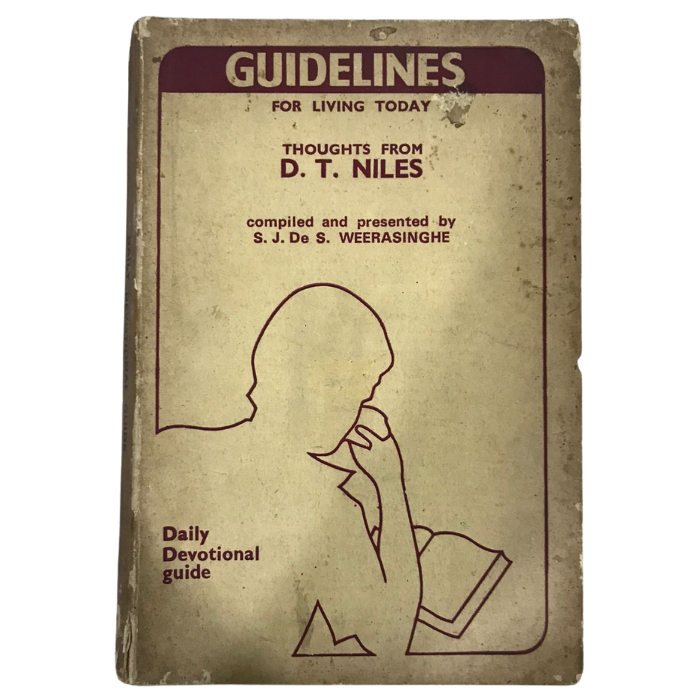 GUIDELINES
FOR LIVING TODAY
THOUGHTS FROM
D. T. NILES
compiled and presented by
S. J. De S. WEERASINGHE
Daily
Devotional
guide